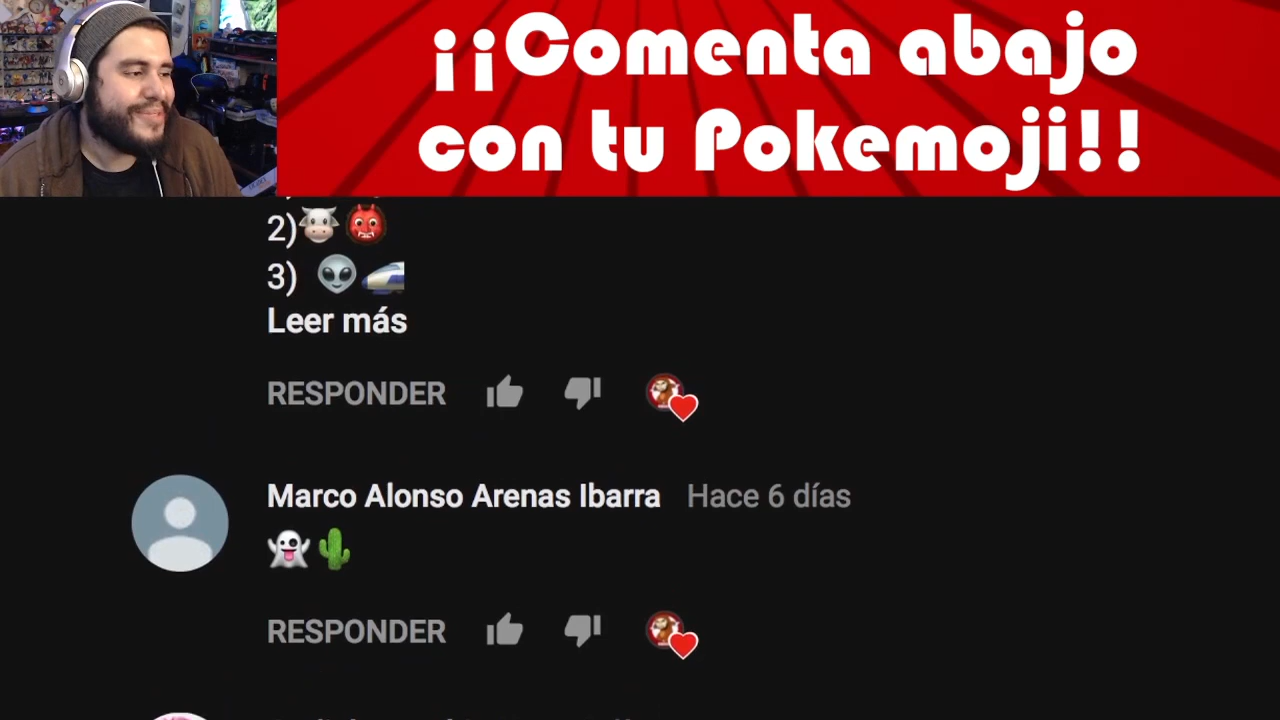 ¡¡Comenta abajo
con tu Pokemoji!!
2)🐮👹
3) 👽🚅
Leer más
RESPONDER
Marco Alonso Arenas Ibarra Hace 6 días
👻🌵
RESPONDER